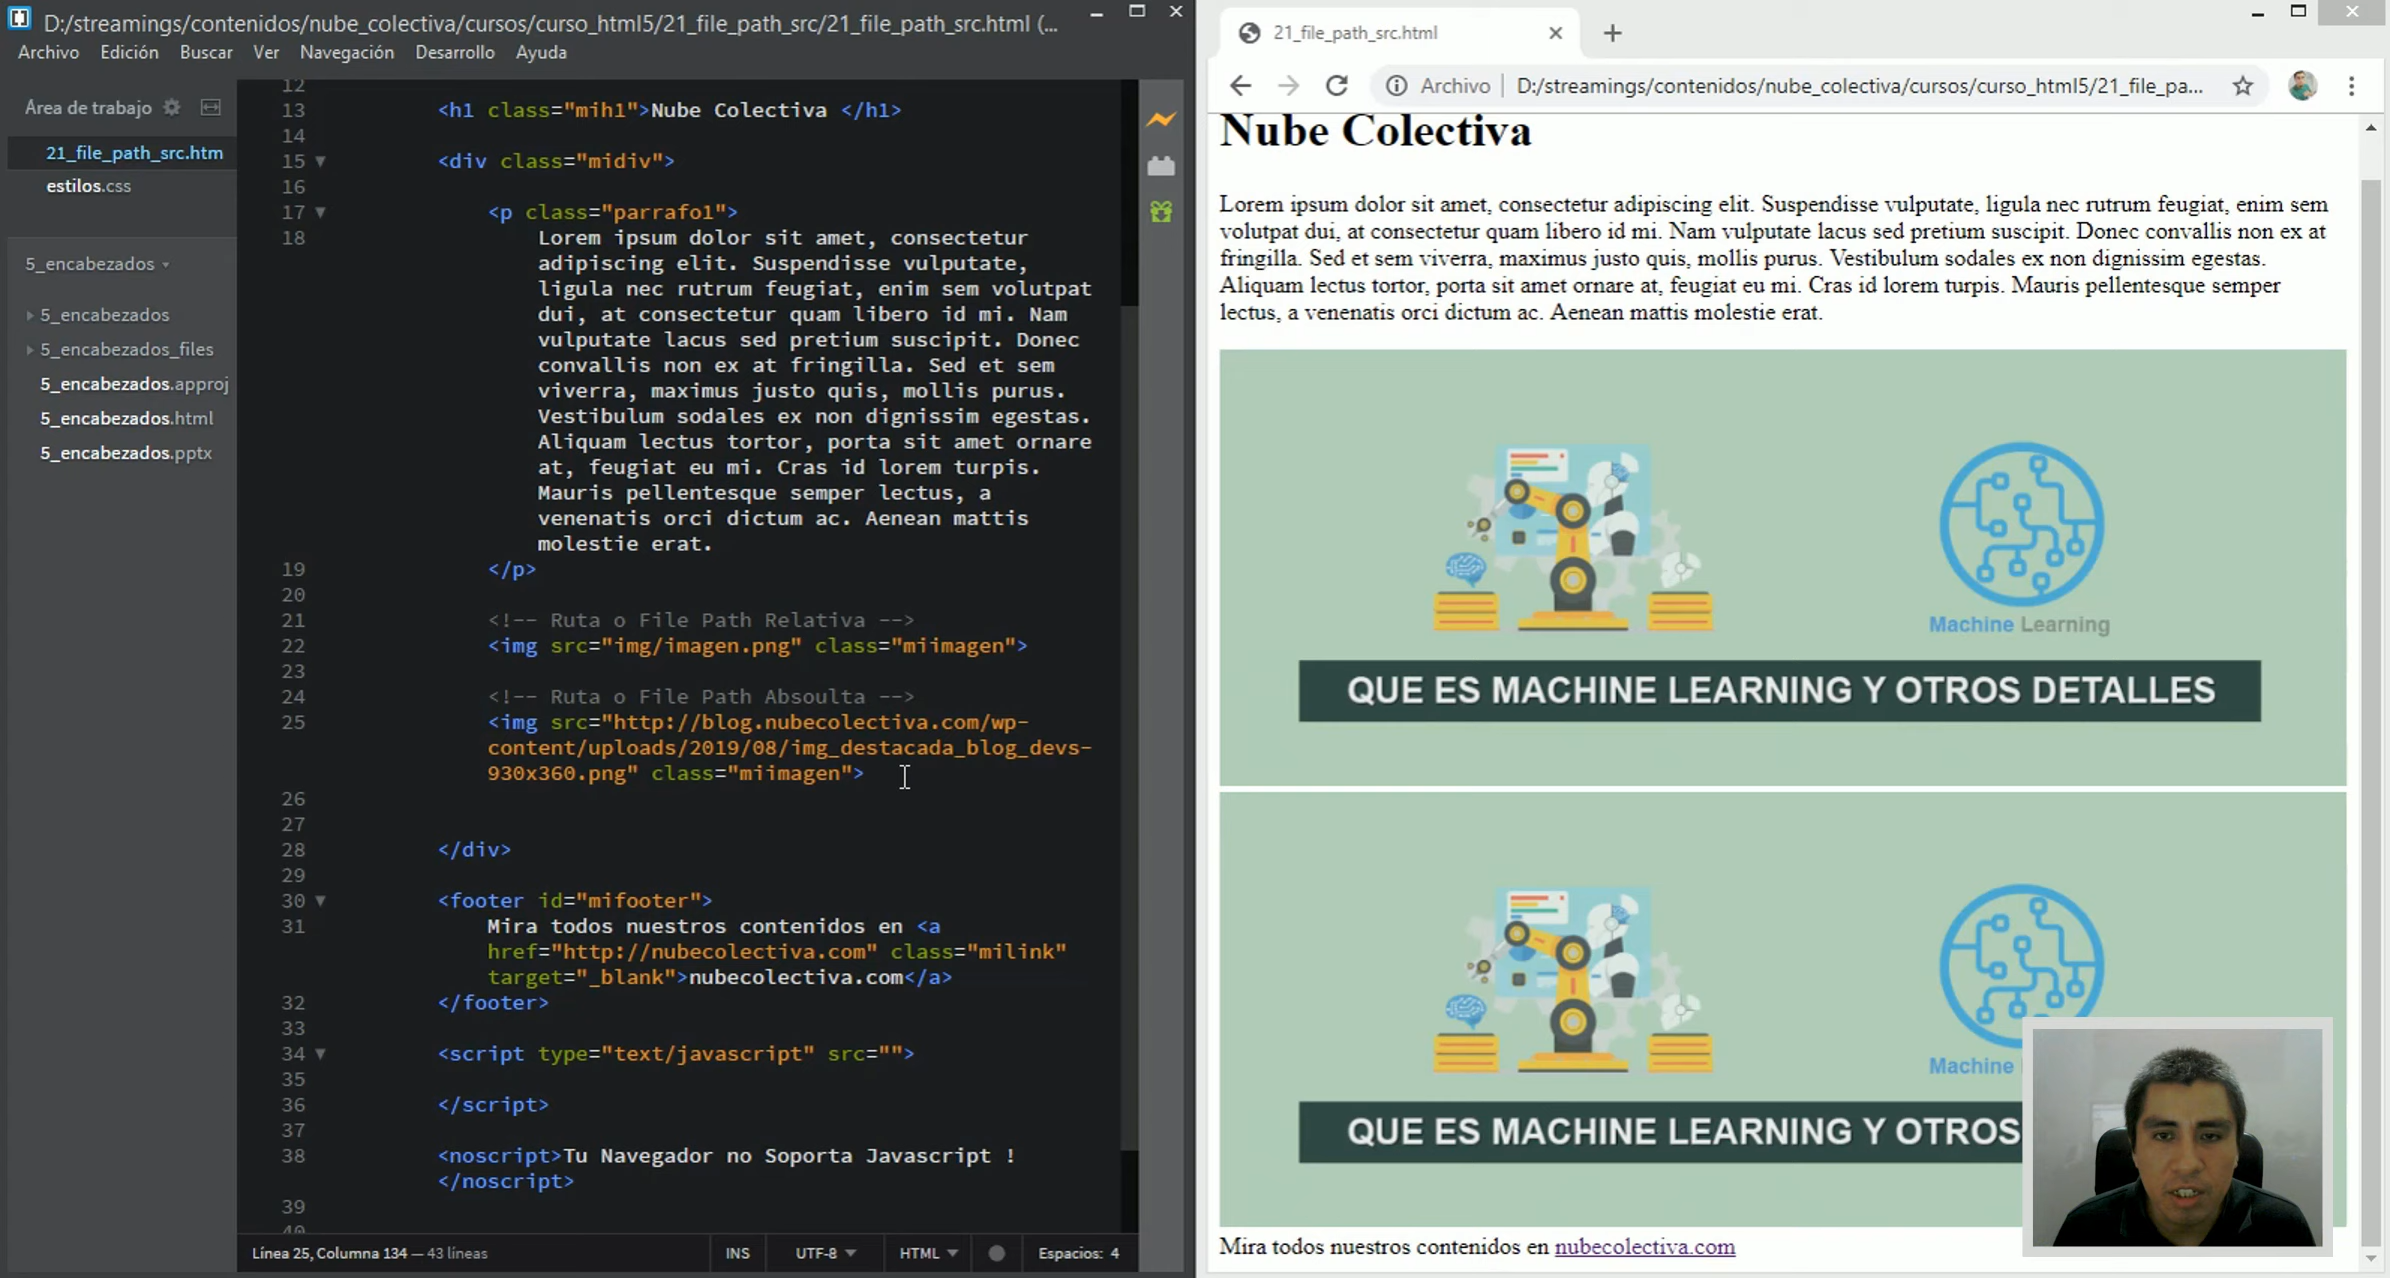 D:/streamings/contenidos/nube_colectiva/cursos/curso_html5/21_file_path_src/21_file_path_src.html (...
Archivo Edición Buscar Ver Navegación Desarrollo Ayuda
Área de trabajo
21_file_path_src.htm
estilos.css
5_encabezados
5_encabezados
5_encabezados_files
5_encabezados.approj
5_encabezados.html
5_encabezados.pptx
12
13 <h1 class="mih1">Nube Colectiva </h1>
14
15 <div class="midiv">
16
17 <p class="parrafo1">
18 Lorem ipsum dolor sit amet, consectetur
adipiscing elit. Suspendisse vulputate,
ligula nec rutrum feugiat, enim sem volutpat
dui, at consectetur quam libero id mi. Nam
vulputate lacus sed pretium suscipit. Donec
convallis non ex at fringilla. Sed et sem
viverra, maximus justo quis, mollis purus.
Vestibulum sodales ex non dignissim egestas.
Aliquam lectus tortor, porta sit amet ornare
at, feugiat eu mi. Cras id lorem turpis.
Mauris pellentesque semper lectus, a
venenatis orci dictum ac. Aenean mattis
molestie erat.
19 </p>
20
21 <!-- Ruta o File Path Relativa -->
22 <img src="img/imagen.png" class="miimagen">
23
24 <!-- Ruta o File Path Absoulta -->
25 <img src="http://blog.nubecolectiva.com/wp-
content/uploads/2019/08/img_destacada_blog_devs-
930x360.png" class="miimagen">
26
27
28 </div>
29
30 <footer id="mifooter">
31 Mira todos nuestros contenidos en <a
href="http://nubecolectiva.com" class="milink"
target="_blank">nubecolectiva.com</a>
32 </footer>
33
34 <script type="text/javascript" src="">
35
36 </script>
37
38 <noscript>Tu Navegador no Soporta Javascript !
</noscript>
39
40
Línea 25, Columna 134 — 43 líneas
INS UTF-8 HTML Espacios: 4
21_file_path_src.html
Archivo D:/streamings/contenidos/nube_colectiva/cursos/curso_html5/21_file_pa...
Nube Colectiva
Lorem ipsum dolor sit amet, consectetur adipiscing elit. Suspendisse vulputate, ligula nec rutrum feugiat, enim sem
volutpat dui, at consectetur quam libero id mi. Nam vulputate lacus sed pretium suscipit. Donec convallis non ex at
fringilla. Sed et sem viverra, maximus justo quis, mollis purus. Vestibulum sodales ex non dignissim egestas.
Aliquam lectus tortor, porta sit amet ornare at, feugiat eu mi. Cras id lorem turpis. Mauris pellentesque semper
lectus, a venenatis orci dictum ac. Aenean mattis molestie erat.
Machine Learning
QUE ES MACHINE LEARNING Y OTROS DETALLES
Machine
QUE ES MACHINE LEARNING Y OTROS
Mira todos nuestros contenidos en nubecolectiva.com